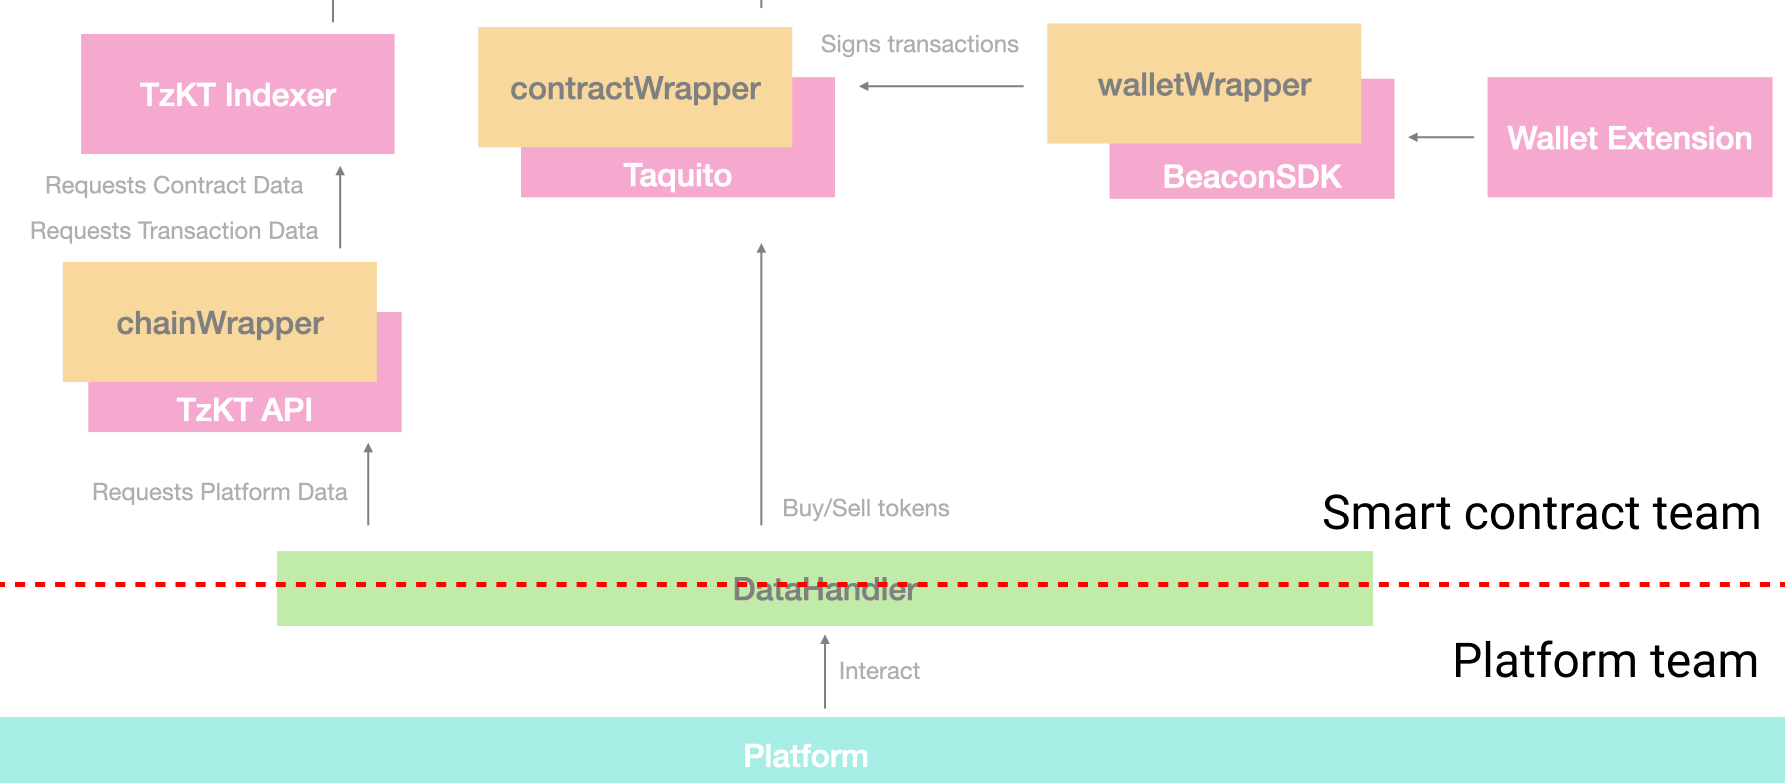 TzKT Indexer
contractWrapper
Taquito
Signs transactions
walletWrapper
BeaconSDK
Wallet Extension
Requests Contract Data
Requests Transaction Data
chainWrapper
TzKT API
Requests Platform Data
Buy/Sell tokens
Smart contract team
DataHandler
Platform team
Interact
Platform